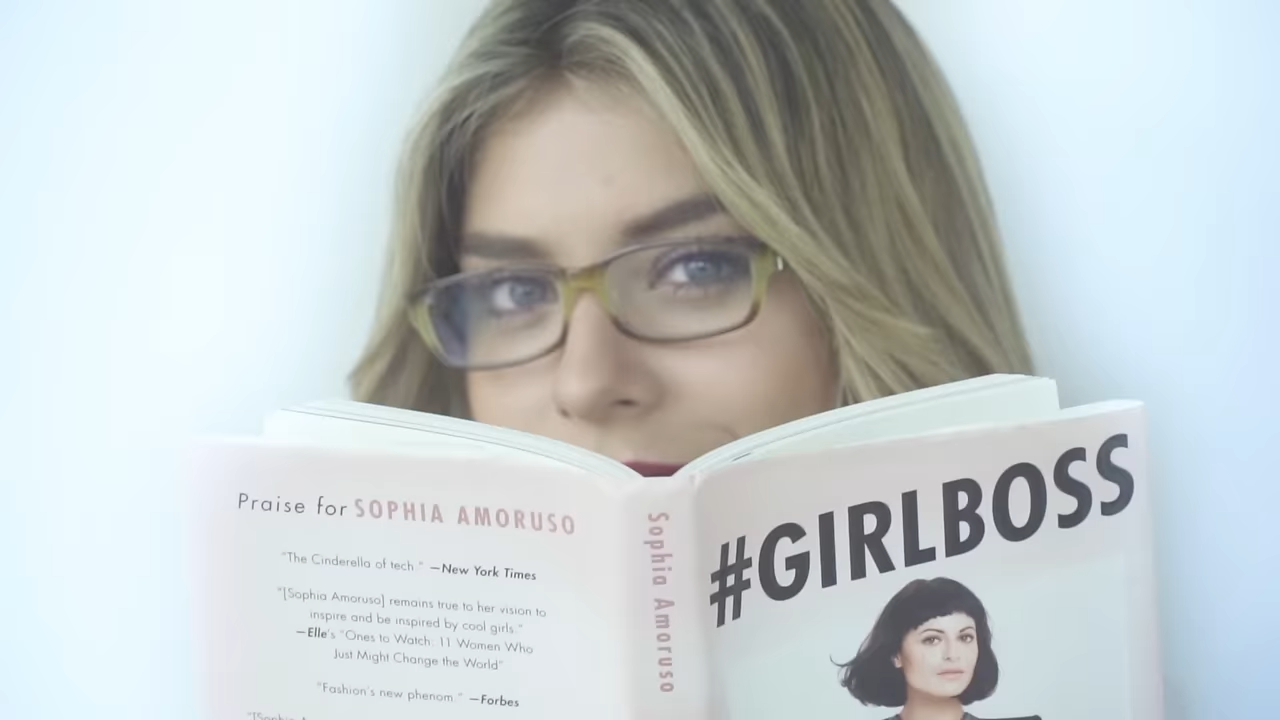 Praise for SOPHIA AMORUSO
"The Cinderella of tech." —New York Times
"[Sophia Amoruso] remains true to her vision to
inspire and be inspired by cool girls."
—Elle's "Ones to Watch: 11 Women Who
Just Might Change the World"
"Fashion's new phenom." —Forbes
"[Sophia
Sophia Amoruso
#GIRLBOSS